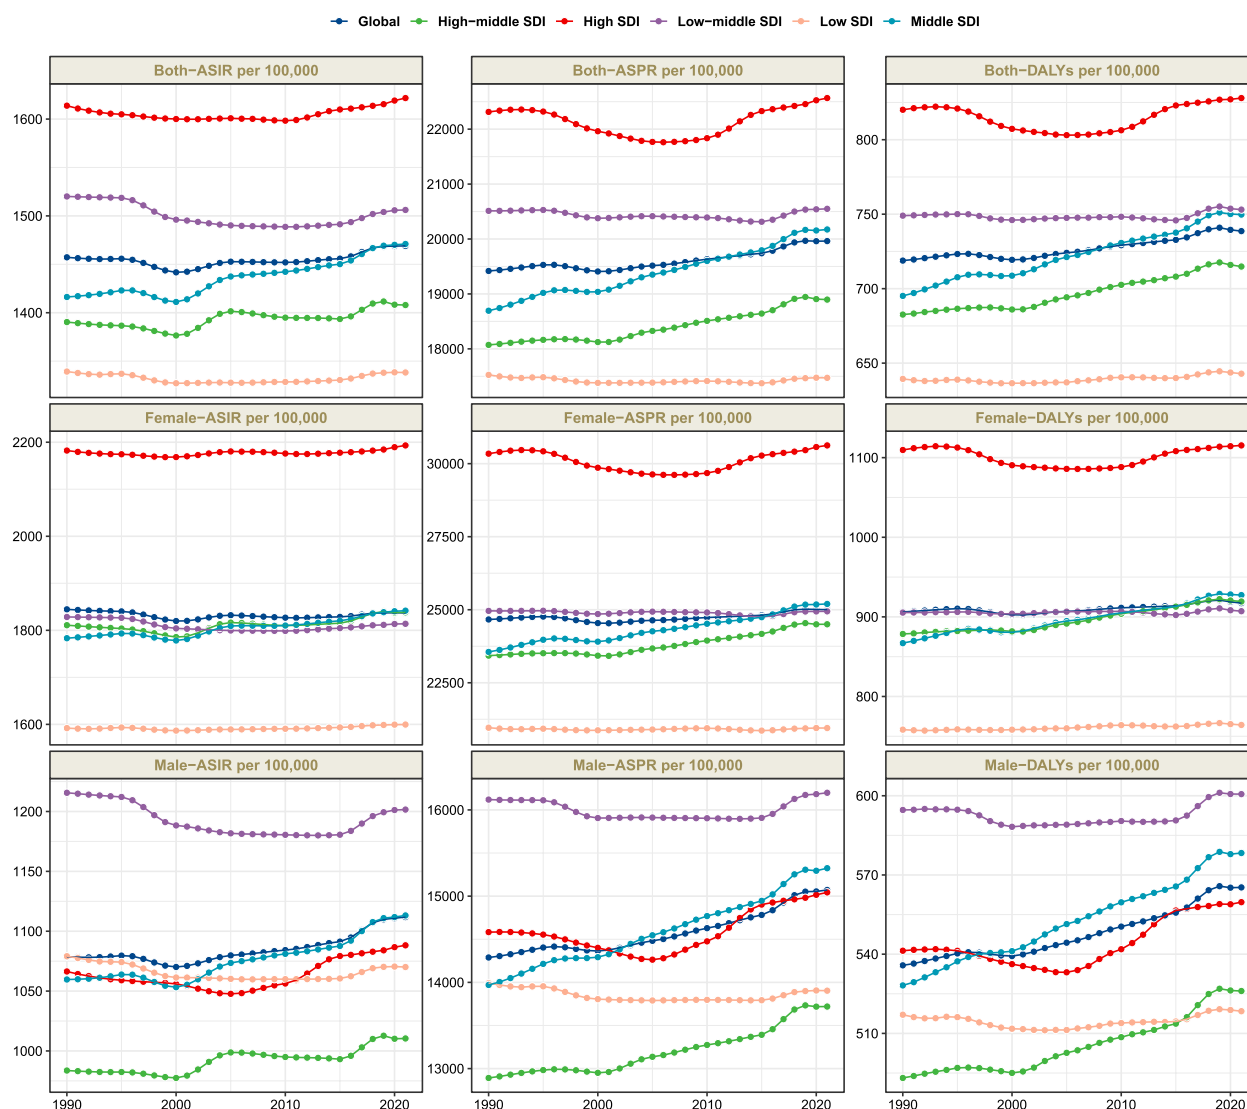 Global High−middle SDI High SDI Low−middle SDI Low SDI Middle SDI
Both−ASIR per 100,000
1600
1500
1400
Both−ASPR per 100,000
22000
21000
20000
19000
18000
Both−DALYs per 100,000
800
750
700
650
Female−ASIR per 100,000
2200
2000
1800
1600
Female−ASPR per 100,000
30000
27500
25000
22500
Female−DALYs per 100,000
1100
1000
900
800
Male−ASIR per 100,000
1200
1150
1100
1050
1000
1990 2000 2010 2020
Male−ASPR per 100,000
16000
15000
14000
13000
1990 2000 2010 2020
Male−DALYs per 100,000
600
570
540
510
1990 2000 2010 2020